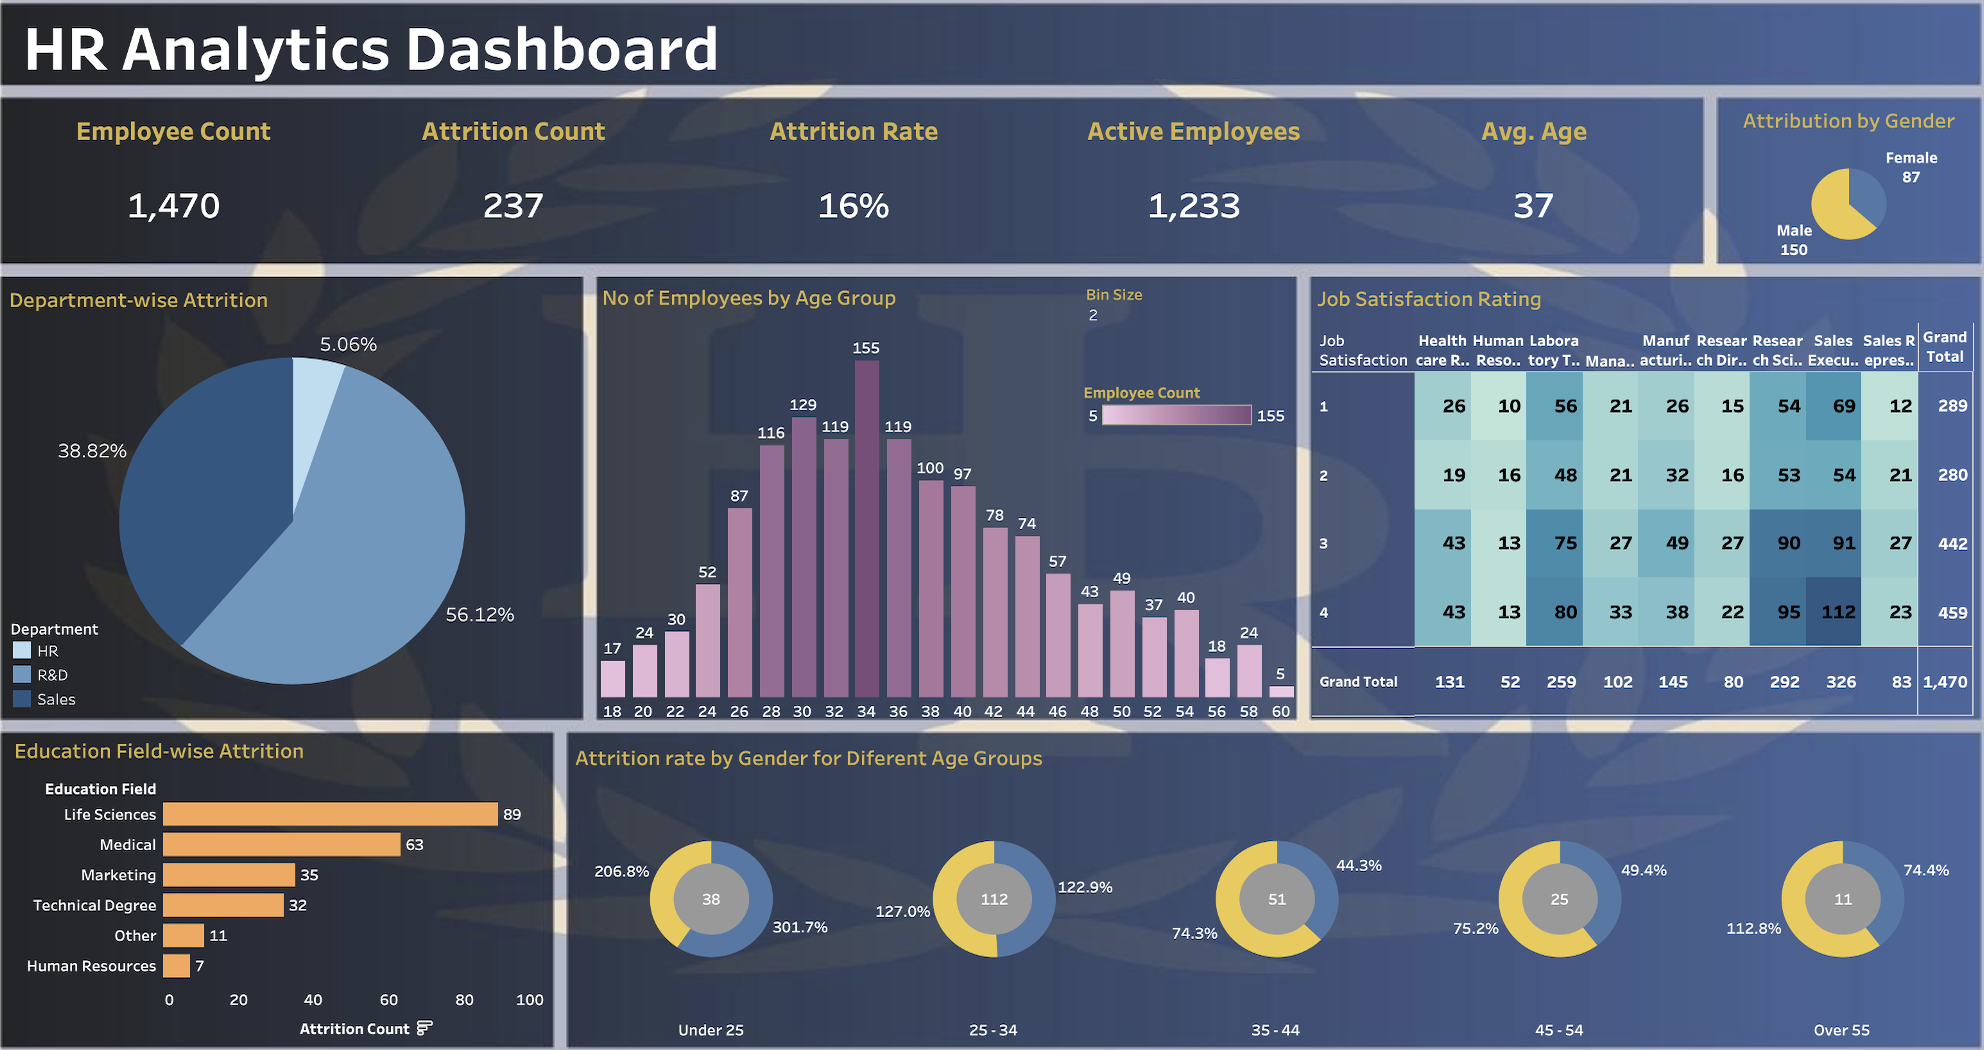 HR Analytics Dashboard
Employee Count
Attrition Count
Attrition Rate
Active Employees
Avg. Age
1,470
237
16%
1,233
37
Attribution by Gender
Female
87
Male
150
Department-wise Attrition
5.06%
38.82%
56.12%
Department
HR
R&D
Sales
No of Employees by Age Group
Bin Size
2
Employee Count
5 155
17 24 30 52 87 116 129 119 155 119 100 97 78 74 57 43 49 37 40 18 24 5
18 20 22 24 26 28 30 32 34 36 38 40 42 44 46 48 50 52 54 56 58 60
Job Satisfaction Rating
Job Health Human Labora Manuf Resear Resear Sales Sales R Grand
Satisfaction care R.. Reso.. tory T.. Mana.. acturi.. ch Dir.. ch Sci.. Execu.. epres.. Total
1 26 10 56 21 26 15 54 69 12 289
2 19 16 48 21 32 16 53 54 21 280
3 43 13 75 27 49 27 90 91 27 442
4 43 13 80 33 38 22 95 112 23 459
Grand Total 131 52 259 102 145 80 292 326 83 1,470
Education Field-wise Attrition
Education Field
Life Sciences 89
Medical 63
Marketing 35
Technical Degree 32
Other 11
Human Resources 7
0 20 40 60 80 100
Attrition Count
Attrition rate by Gender for Diferent Age Groups
206.8% 38 301.7%
127.0% 112 122.9%
74.3% 51 44.3%
75.2% 25 49.4%
112.8% 11 74.4%
Under 25
25 - 34
35 - 44
45 - 54
Over 55
HR